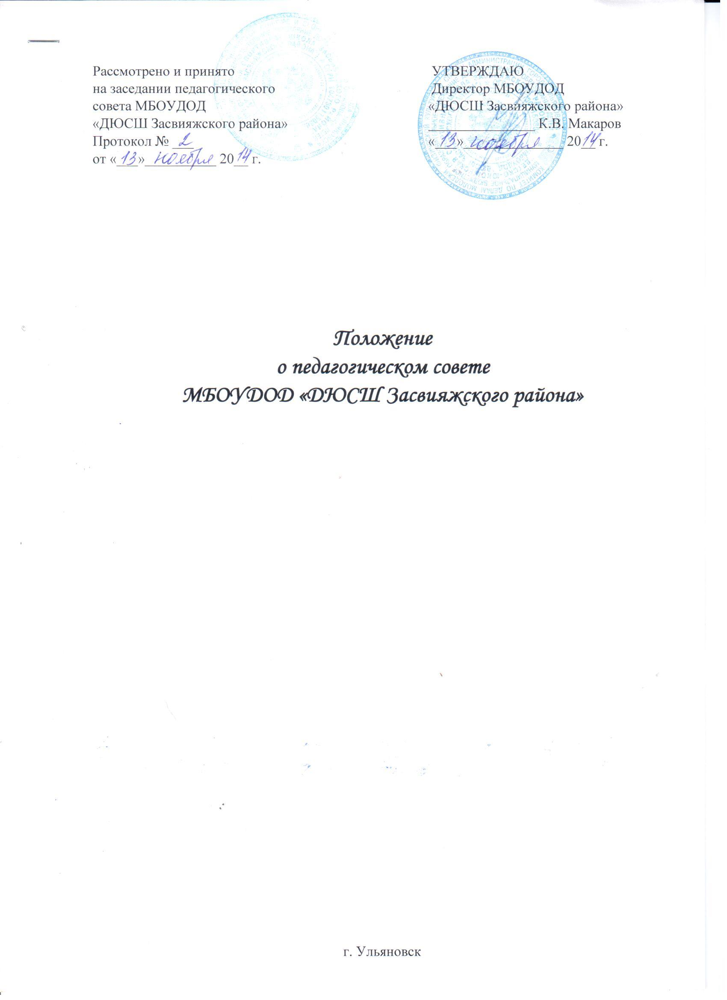 Рассмотрено и принято
на заседании педагогического
совета МБОУДОД
«ДЮСШ Засвияжского района»
Протокол № 2
от «13» ноября 2014 г.
УТВЕРЖДАЮ
Директор МБОУДОД
«ДЮСШ Засвияжского района»
К.В. Макаров
«13» ноября 2014 г.
Положение
о педагогическом совете
МБОУДОД «ДЮСШ Засвияжского района»
г. Ульяновск